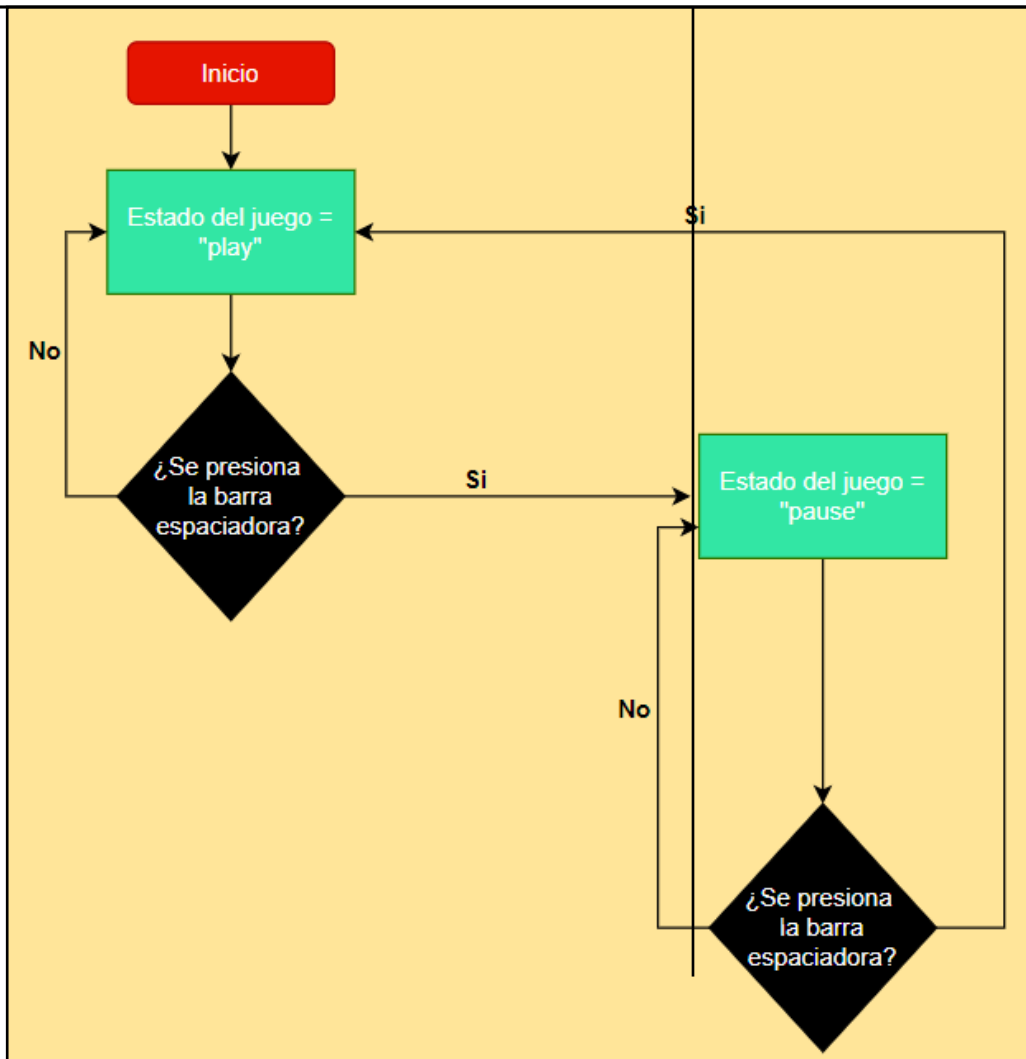 Inicio
Estado del juego =
"play"
Si
No
¿Se presiona
la barra
espaciadora?
Si
Estado del juego =
"pause"
No
¿Se presiona
la barra
espaciadora?